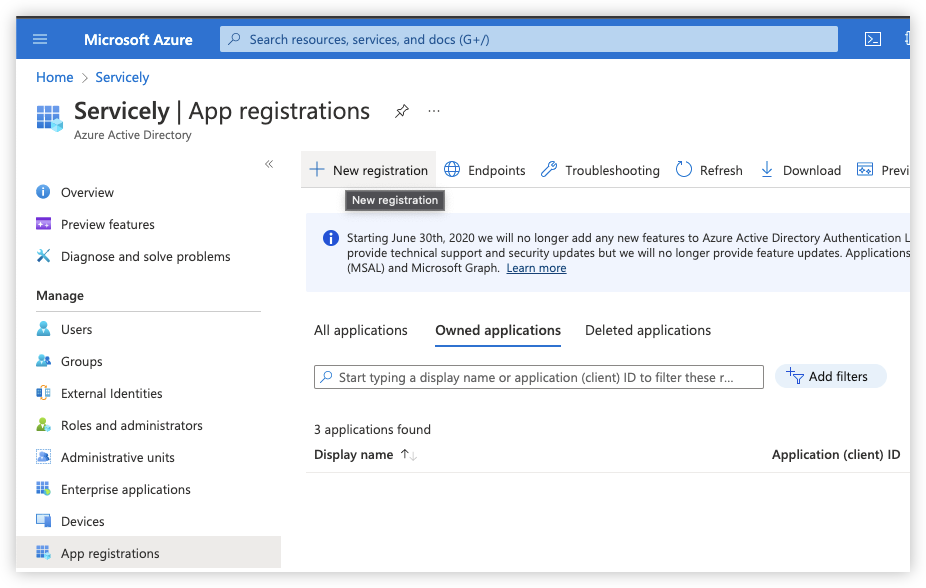 Microsoft Azure
Search resources, services, and docs (G+/)
Home > Servicely
Servicely | App registrations
...
Azure Active Directory
«
New registration
Endpoints
Troubleshooting
Refresh
Download
Previ
New registration
Overview
Preview features
Diagnose and solve problems
Manage
Users
Groups
External Identities
Roles and administrators
Administrative units
Enterprise applications
Devices
App registrations
Starting June 30th, 2020 we will no longer add any new features to Azure Active Directory Authentication L
provide technical support and security updates but we will no longer provide feature updates. Applications
(MSAL) and Microsoft Graph. Learn more
All applications
Owned applications
Deleted applications
Start typing a display name or application (client) ID to filter these r...
Add filters
3 applications found
Display name ↑↓
Application (client) ID